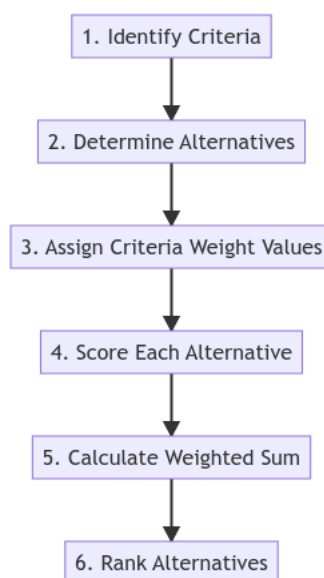 1. Identify Criteria
2. Determine Alternatives
3. Assign Criteria Weight Values
4. Score Each Alternative
5. Calculate Weighted Sum
6. Rank Alternatives